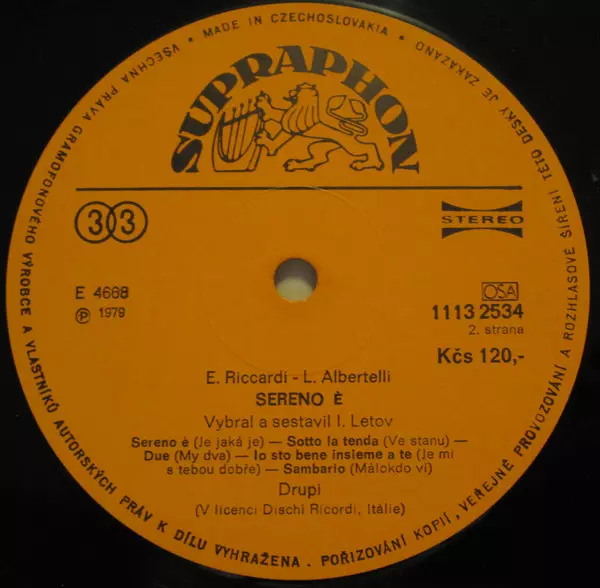 VŠECHNA PRÁVA GRAMOFONOVÉHO VÝROBCE A VLASTNÍKŮ AUTORSKÝCH PRÁV K DÍLU VYHRAŽENA. POŘIZOVÁNÍ KOPIÍ, VEŘEJNÉ PROVOZOVÁNÍ A ROZHLASOVÉ ŠÍŘENÍ TÉTO DESKY JE ZAKÁZÁNO • MADE IN CZECHOSLOVAKIA •
SUPRAPHON
33
STEREO
E 4668
℗ 1979
OSA
1113 2534
2. strana
Kčs 120,-
E. Riccardi - L. Albertelli
SERENO È
Vybral a sestavil I. Letov
Sereno è (Je jaká je) — Sotto la tenda (Ve stanu) —
Due (My dva) — Io sto bene insieme a te (Je mi
s tebou dobře) — Sambario (Málokdo ví)
Drupi
(V licenci Dischi Ricordi, Itálie)